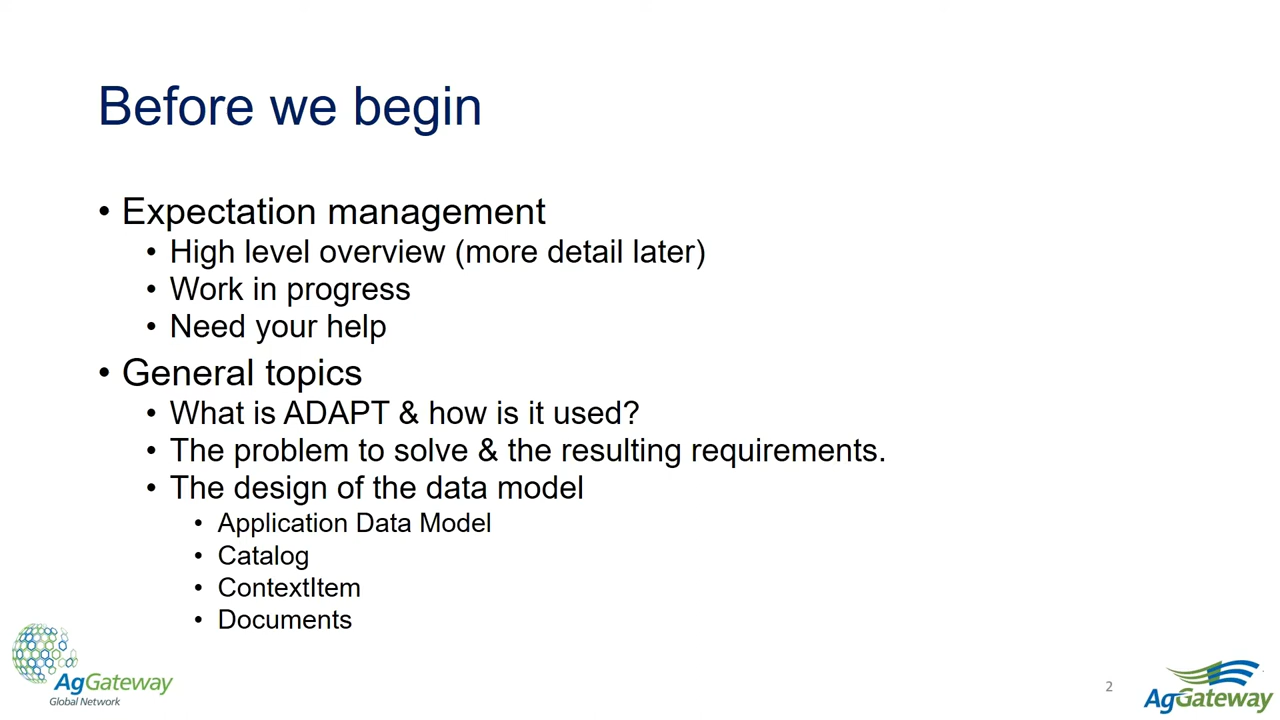 Before we begin
• Expectation management
• High level overview (more detail later)
• Work in progress
• Need your help
• General topics
• What is ADAPT & how is it used?
• The problem to solve & the resulting requirements.
• The design of the data model
• Application Data Model
• Catalog
• ContextItem
• Documents
AgGateway
Global Network
2
AgGateway